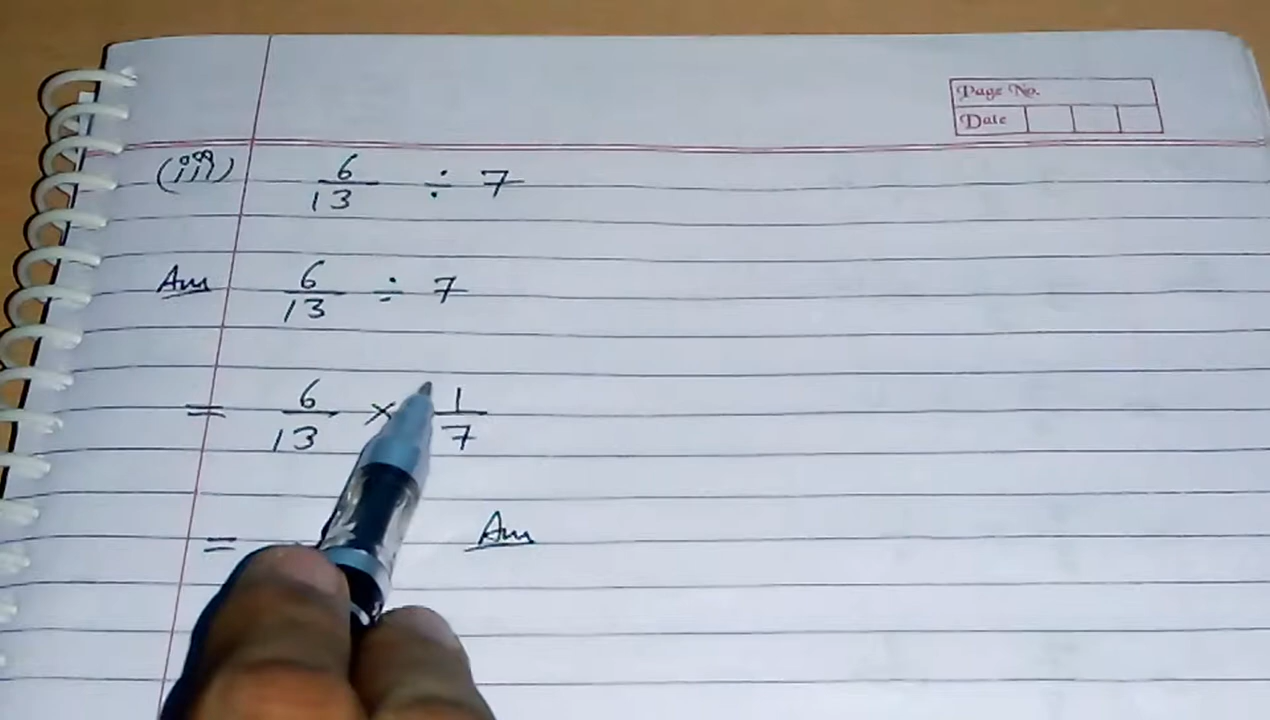 Page No.
Date
(iii) 6/13 ÷ 7
Ans 6/13 ÷ 7
= 6/13 × 1/7
= Ans